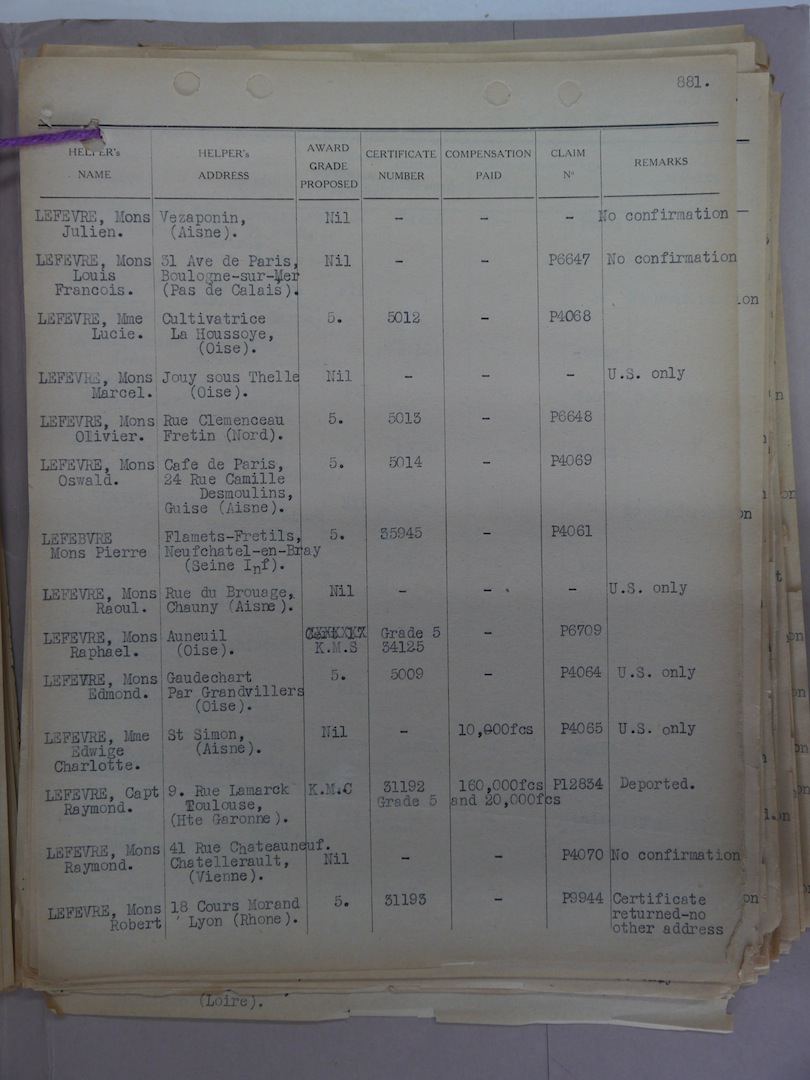 881.
HELPER's NAME HELPER's ADDRESS AWARD GRADE PROPOSED CERTIFICATE NUMBER COMPENSATION PAID CLAIM Nº REMARKS
LEFEVRE, Mons Vezaponin, Nil - - - No confirmation
Julien. (Aisne).
LEFEVRE, Mons 31 Ave de Paris, Nil - - P6647 No confirmation
Louis Boulogne-sur-Mer
Francois. (Pas de Calais).
LEFEVRE, Mme Cultivatrice 5. 5012 - P4068
Lucie. La Houssoye,
(Oise).
LEFEVRE, Mons Jouy sous Thelle Nil - - - U.S. only
Marcel. (Oise).
LEFEVRE, Mons Rue Clemenceau 5. 5013 - P6648
Olivier. Fretin (Nord).
LEFEVRE, Mons Cafe de Paris, 5. 5014 - P4069
Oswald. 24 Rue Camille
Desmoulins,
Guise (Aisne).
LEFEBVRE Flamets-Fretils, 5. 35945 - P4061
Mons Pierre Neufchatel-en-Bray
(Seine Inf).
LEFEVRE, Mons Rue du Brouage, Nil - - - U.S. only
Raoul. Chauny (Aisne).
LEFEVRE, Mons Auneuil Grade 5 - P6709
Raphael. (Oise). K.M.S 34125
LEFEVRE, Mons Gaudechart 5. 5009 - P4064 U.S. only
Edmond. Par Grandvillers
(Oise).
LEFEVRE, Mme St Simon, Nil - 10,000fcs P4065 U.S. only
Edwige (Aisne).
Charlotte.
LEFEVRE, Capt 9. Rue Lamarck K.M.C 31192 160,000fcs P12834 Deported.
Raymond. Toulouse, Grade 5 and 20,000fcs
(Hte Garonne).
LEFEVRE, Mons 41 Rue Chateauneuf. Nil - - P4070 No confirmation
Raymond. Chatellerault,
(Vienne).
LEFEVRE, Mons 18 Cours Morand 5. 31193 - P9944 Certificate
Robert Lyon (Rhone). returned-no
other address
(Loire).